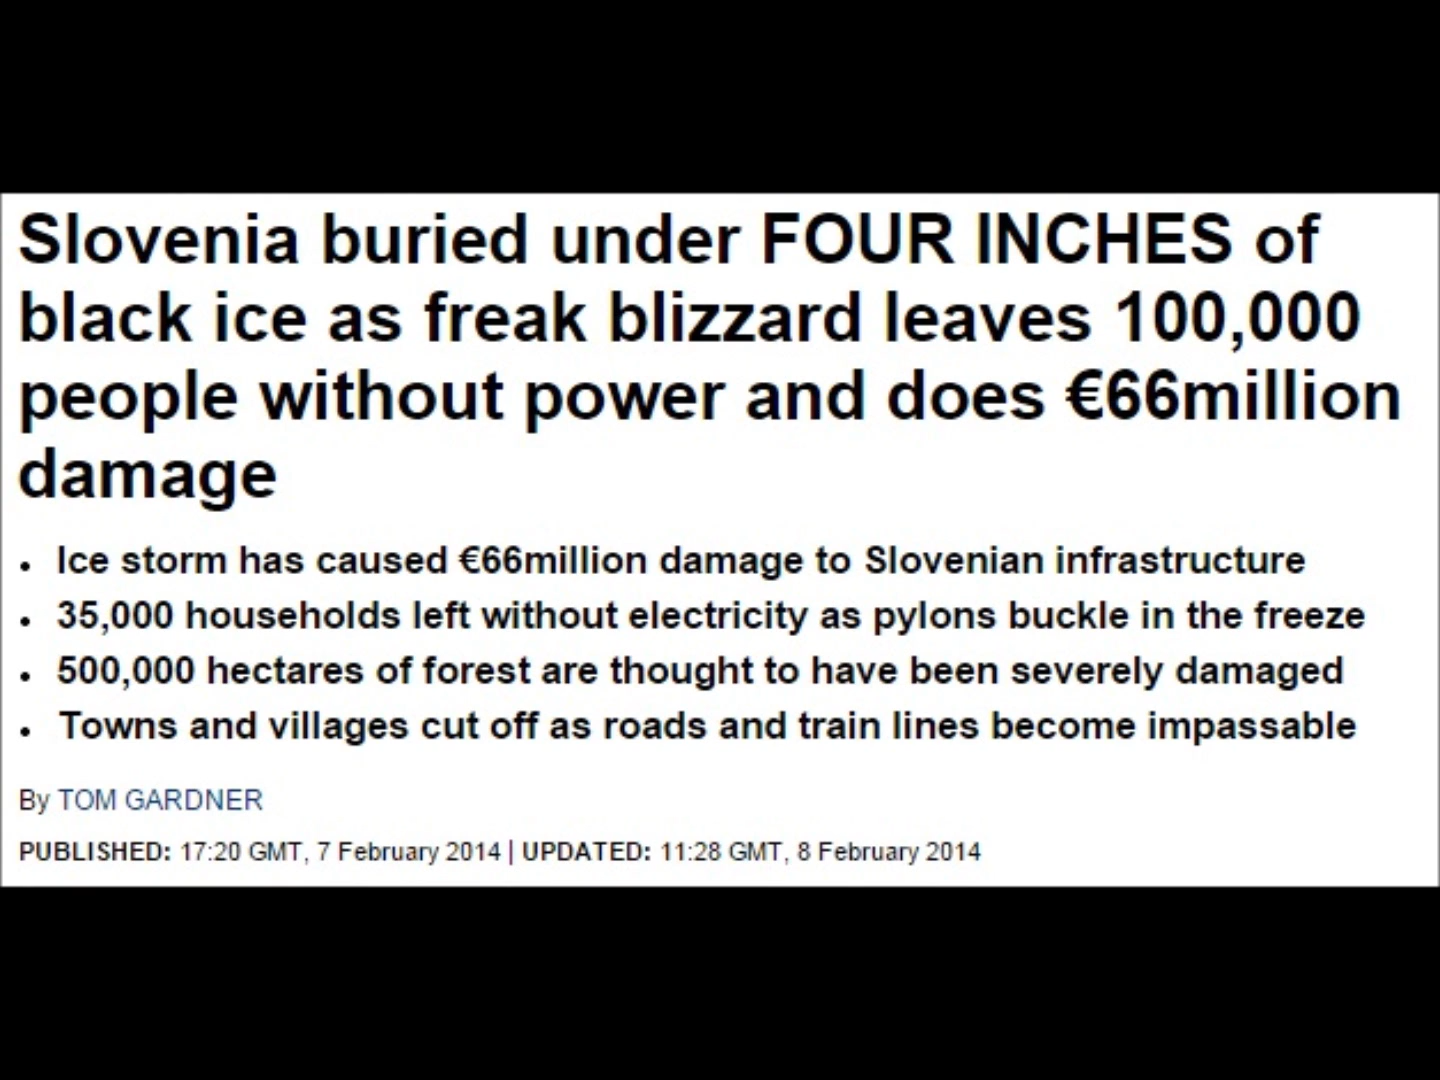 Slovenia buried under FOUR INCHES of
black ice as freak blizzard leaves 100,000
people without power and does €66million
damage
• Ice storm has caused €66million damage to Slovenian infrastructure
• 35,000 households left without electricity as pylons buckle in the freeze
• 500,000 hectares of forest are thought to have been severely damaged
• Towns and villages cut off as roads and train lines become impassable
By TOM GARDNER
PUBLISHED: 17:20 GMT, 7 February 2014 | UPDATED: 11:28 GMT, 8 February 2014